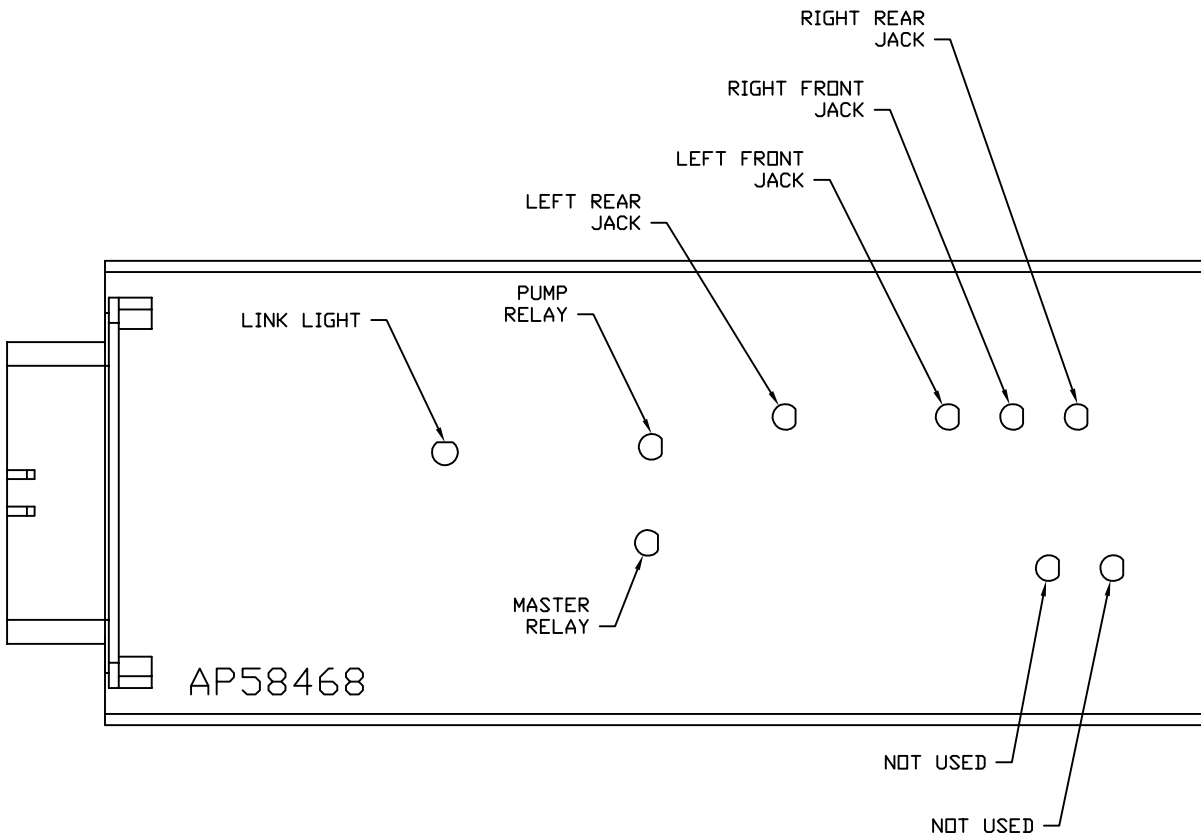 RIGHT REAR
JACK
RIGHT FRONT
JACK
LEFT FRONT
JACK
LEFT REAR
JACK
PUMP
RELAY
LINK LIGHT
MASTER
RELAY
AP58468
NOT USED
NOT USED